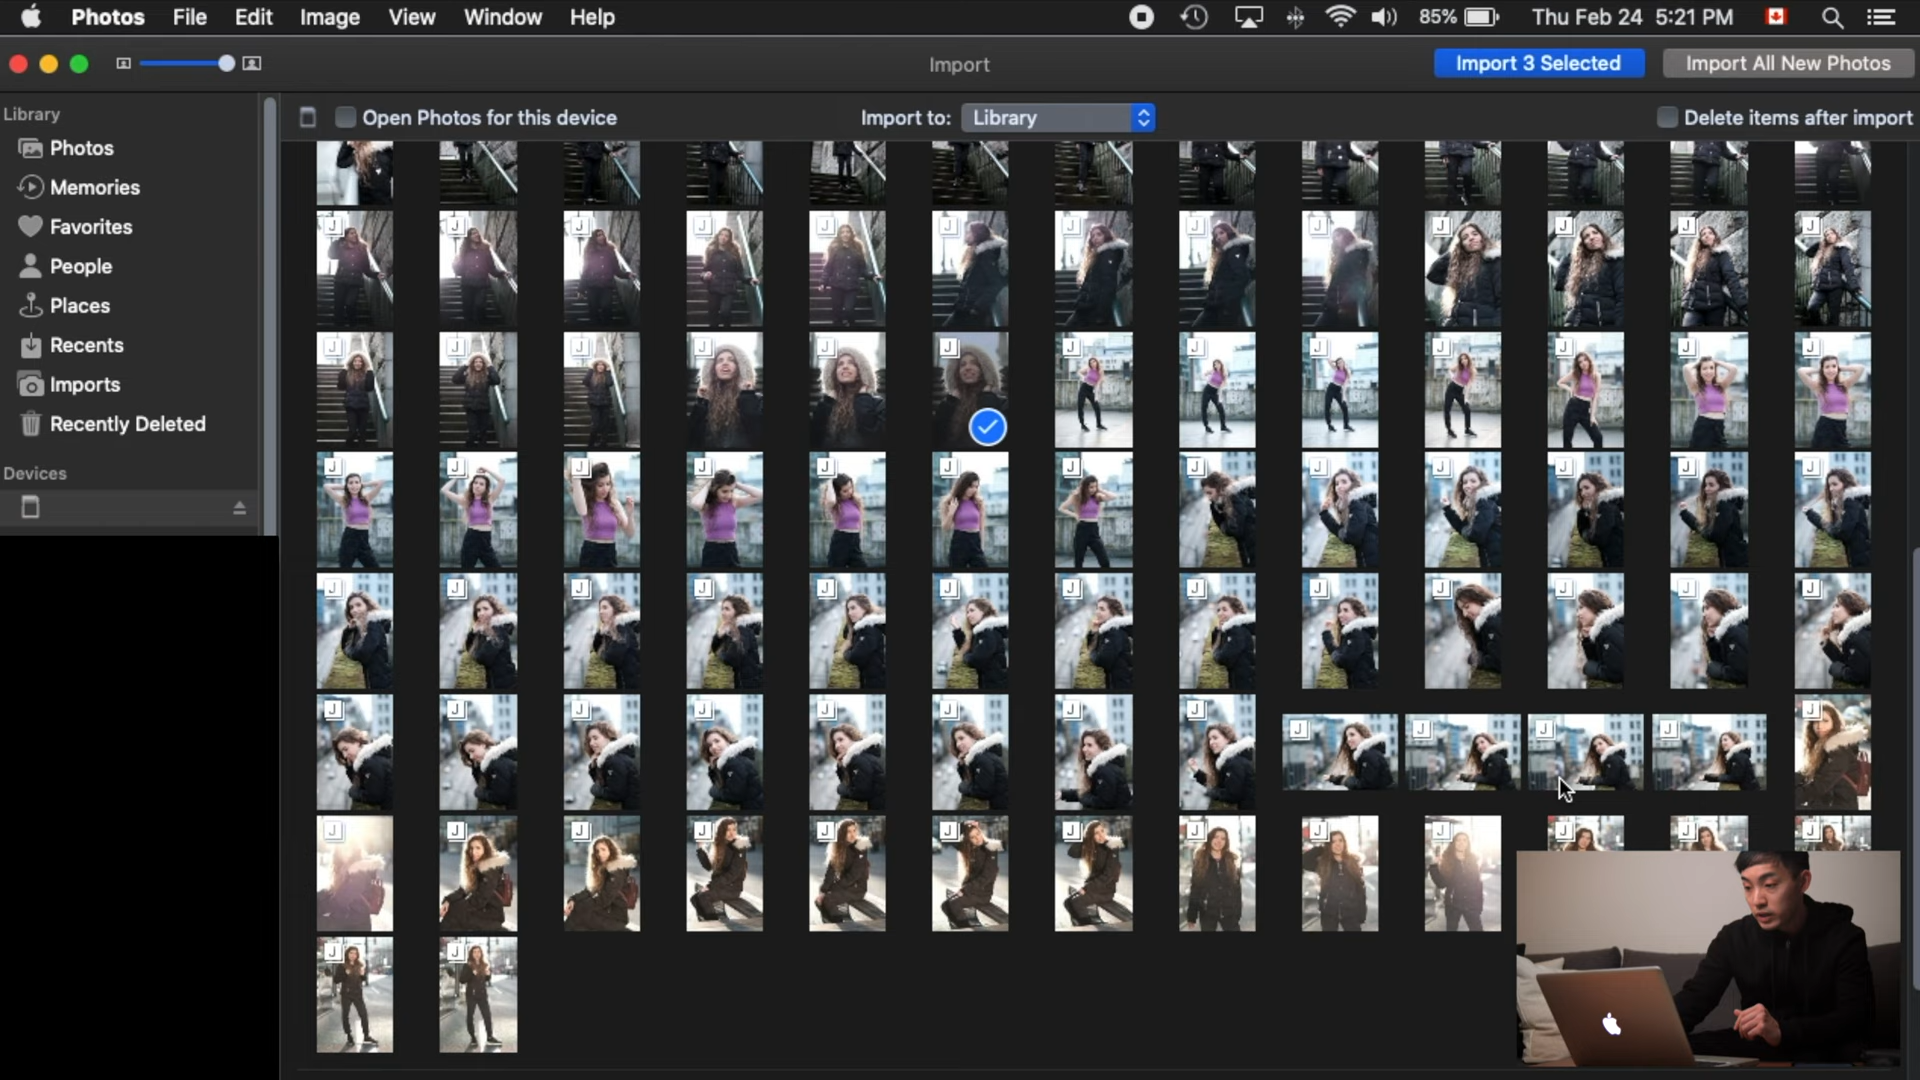 Photos File Edit Image View Window Help 85% Thu Feb 24 5:21 PM
Import Import 3 Selected Import All New Photos
Library
Open Photos for this device Import to: Library Delete items after import
Photos
Memories
Favorites
People
Places
Recents
Imports
Recently Deleted
Devices
J J J J J J J J J J J J J
J J J J J J J J J J J J J
J J J J J J J J J J J J J
J J J J J J J J J J J J J
J J J J J J J J J J J J J
J J J J J J J J J J J J J
J J